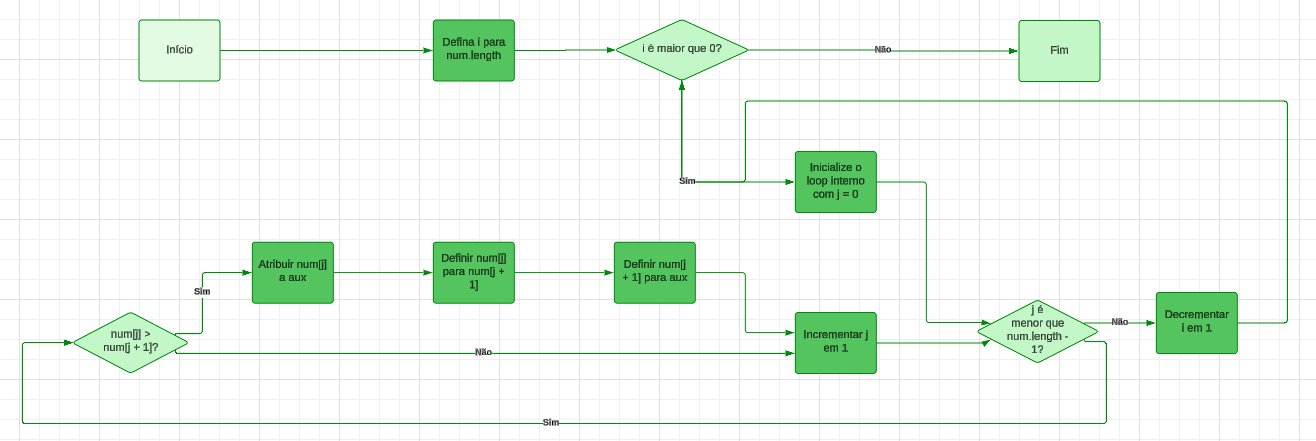 Início
Defina i para
num.length
i é maior que 0?
Não
Fim
Sim
Inicialize o
loop interno
com j = 0
Atribuir num[j]
a aux
Definir num[j]
para num[j +
1]
Definir num[j
+ 1] para aux
Sim
num[j] >
num[j + 1]?
Não
Incrementar j
em 1
j é
menor que
num.length -
1?
Não
Decrementar
i em 1
Sim